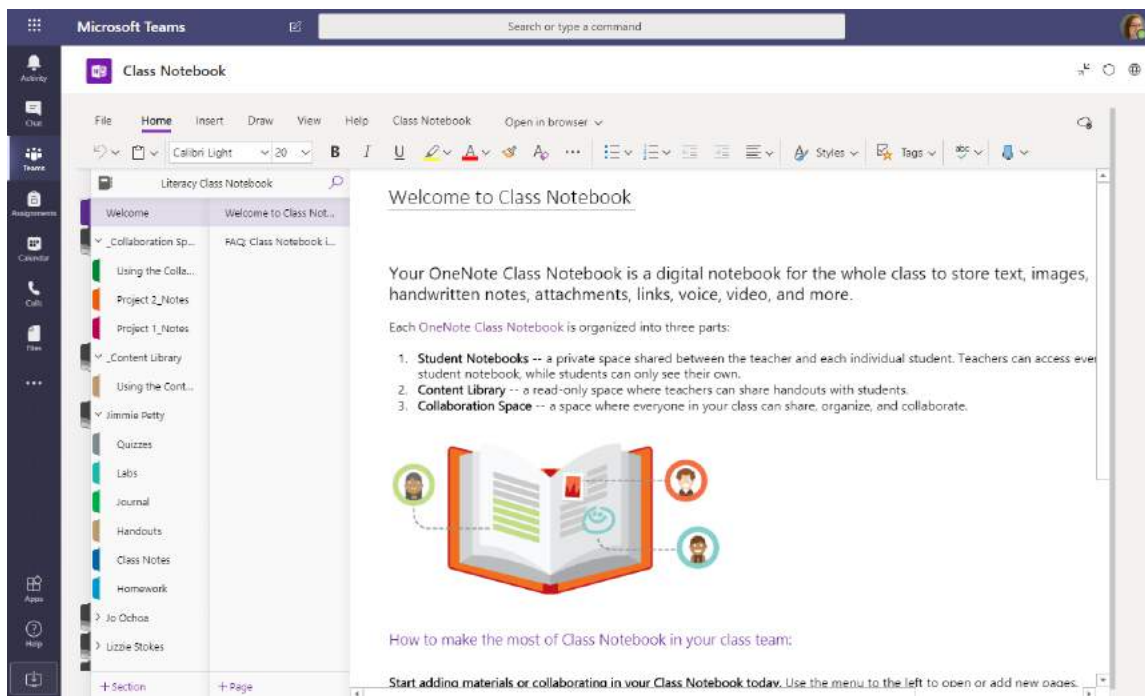 Microsoft Teams
Search or type a command
Activity
Chat
Teams
Assignments
Calendar
Calls
Files
Apps
Help
Class Notebook
File Home Insert Draw View Help Class Notebook Open in browser
Calibri Light 20 B I U A A Styles Tags abc
Literacy Class Notebook
Welcome
_Collaboration Sp...
Using the Colla...
Project 2_Notes
Project 1_Notes
_Content Library
Using the Cont...
Jimmie Petty
Quizzes
Labs
Journal
Handouts
Class Notes
Homework
Jo Ochoa
Lizzie Stokes
+ Section
Welcome to Class Not...
FAQ: Class Notebook i...
+ Page
Welcome to Class Notebook
Your OneNote Class Notebook is a digital notebook for the whole class to store text, images,
handwritten notes, attachments, links, voice, video, and more.
Each OneNote Class Notebook is organized into three parts:
1. Student Notebooks -- a private space shared between the teacher and each individual student. Teachers can access ever
student notebook, while students can only see their own.
2. Content Library -- a read-only space where teachers can share handouts with students.
3. Collaboration Space -- a space where everyone in your class can share, organize, and collaborate.
How to make the most of Class Notebook in your class team:
Start adding materials or collaborating in your Class Notebook today. Use the menu to the left to open or add new pages.